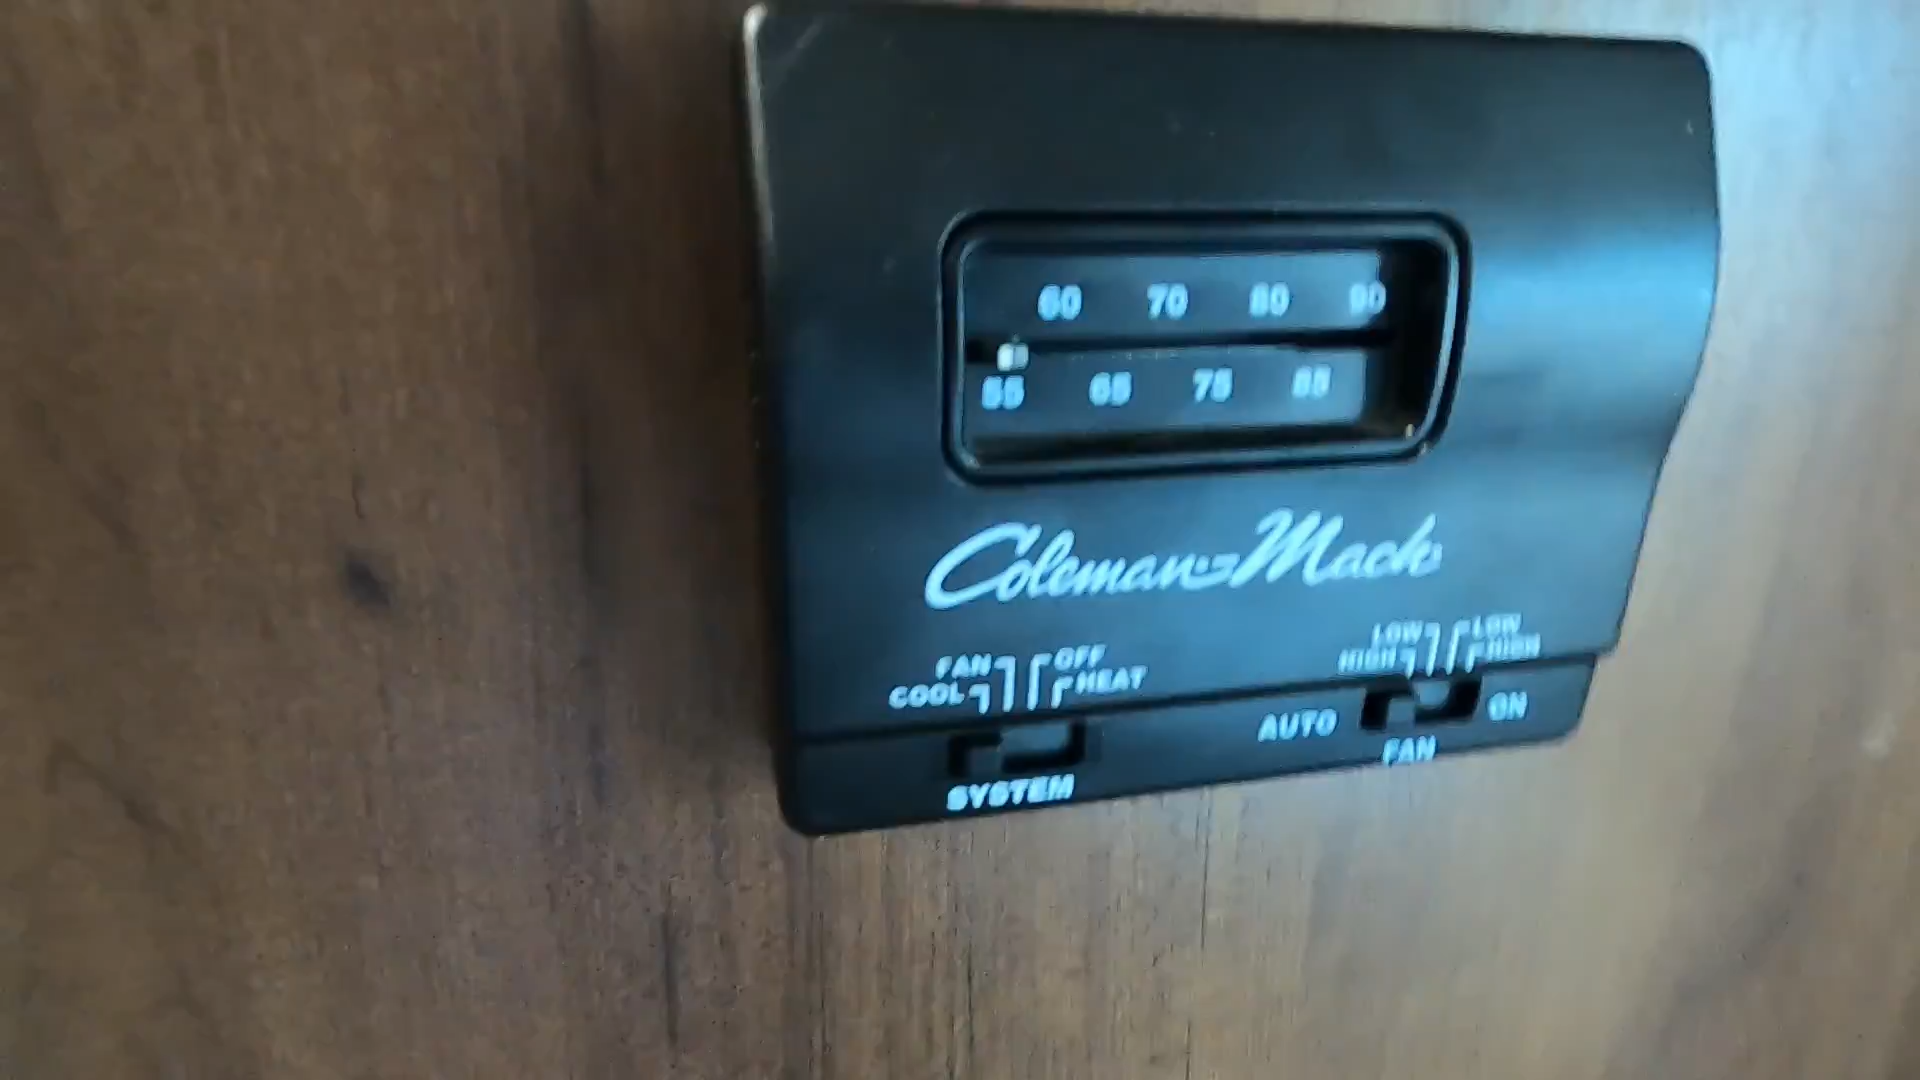 60 70 80 90
55 65 75 85
Coleman-Mach
LOW LOW
HIGH HIGH
FAN OFF
COOL HEAT
AUTO ON
FAN
SYSTEM